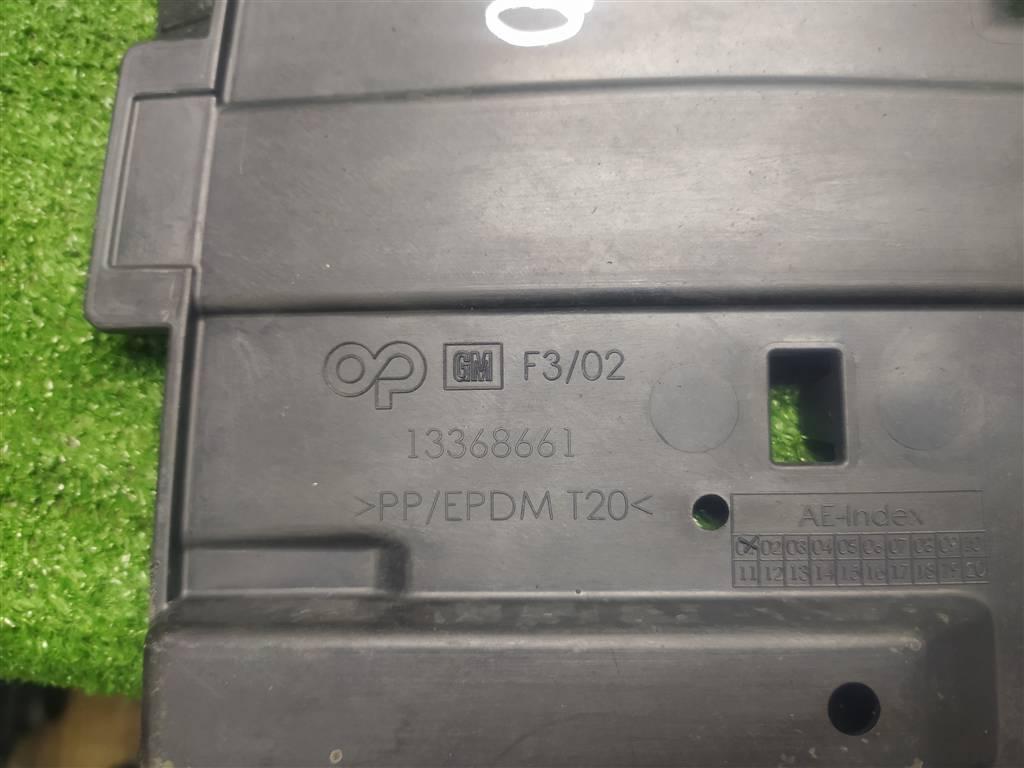 OP GM F3/02
13368661
>PP/EPDM T20<
AE-Index
02 03 04 05 06 07 08 09 10
11 12 13 14 15 16 17 18 19 20